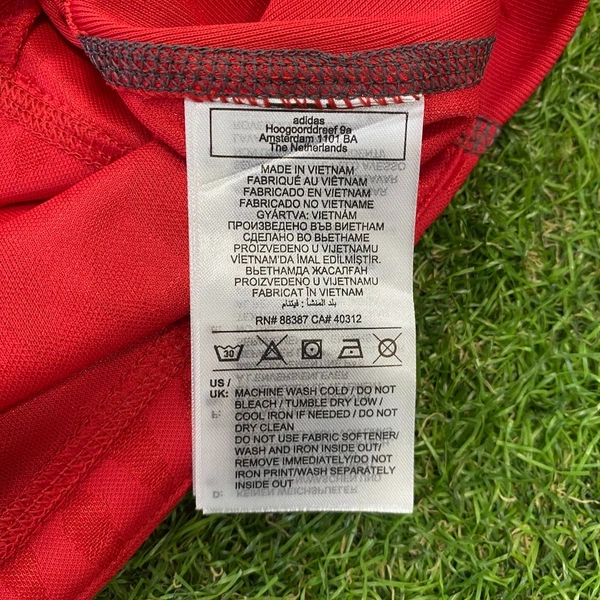 adidas
Hoogoorddreef 9a
Amsterdam 1101 BA
The Netherlands
MADE IN VIETNAM
FABRIQUÉ AU VIÊTNAM
FABRICADO EN VIETNAM
FABRICADO NO VIETNAME
GYÁRTVA: VIETNÁM
ПРОИЗВЕДЕНО ВЪВ ВИЕТНАМ
СДЕЛАНО ВО ВЬЕТНАМЕ
PROIZVEDENO U VIJETNAMU
VİETNAM'DA İMAL EDİLMİŞTİR.
ВЬЕТНАМДА ЖАСАЛҒАН
PROIZVEDENO U VIJETNAMU
FABRICAT ÎN VIETNAM
بلد المنشأ : فيتنام
RN# 88387 CA# 40312
30
US /
UK: MACHINE WASH COLD / DO NOT
BLEACH / TUMBLE DRY LOW /
COOL IRON IF NEEDED / DO NOT
DRY CLEAN
DO NOT USE FABRIC SOFTENER/
WASH AND IRON INSIDE OUT/
REMOVE IMMEDIATELY/DO NOT
IRON PRINT/WASH SEPARATELY
INSIDE OUT